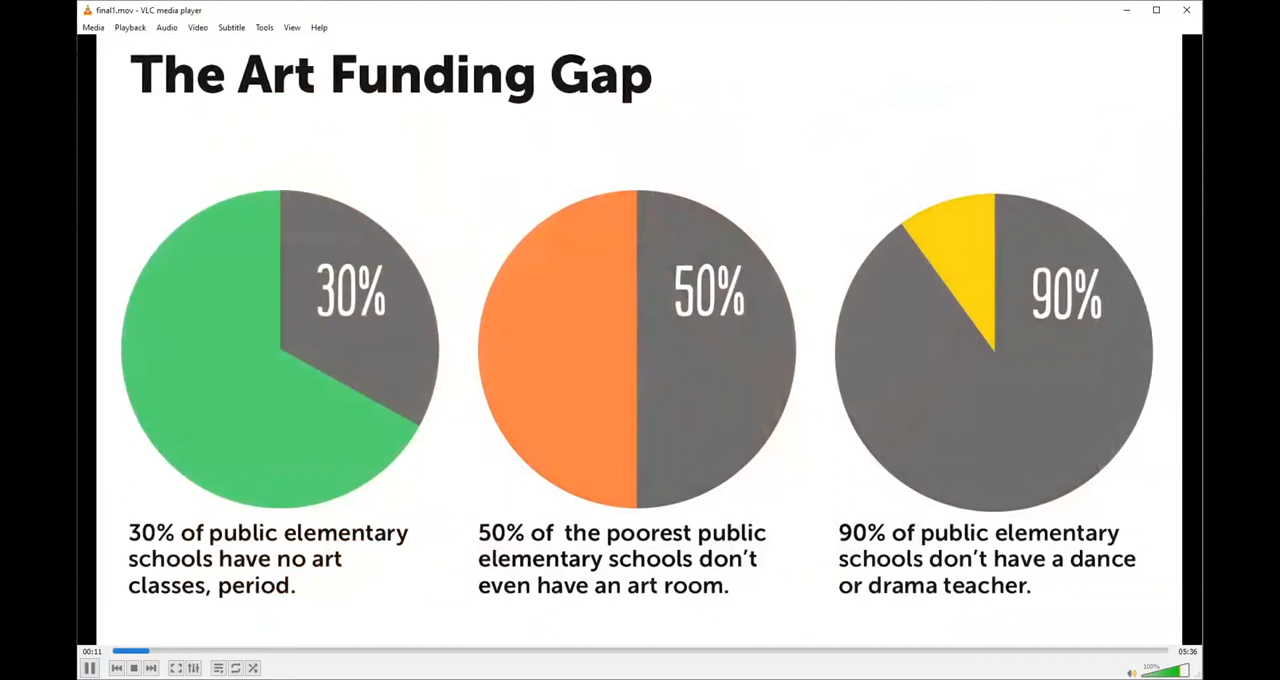 final1.mov - VLC media player
Media Playback Audio Video Subtitle Tools View Help
The Art Funding Gap
30%
50%
90%
30% of public elementary
schools have no art
classes, period.
50% of  the poorest public
elementary schools don't
even have an art room.
90% of public elementary
schools don't have a dance
or drama teacher.
00:11
05:36
100%